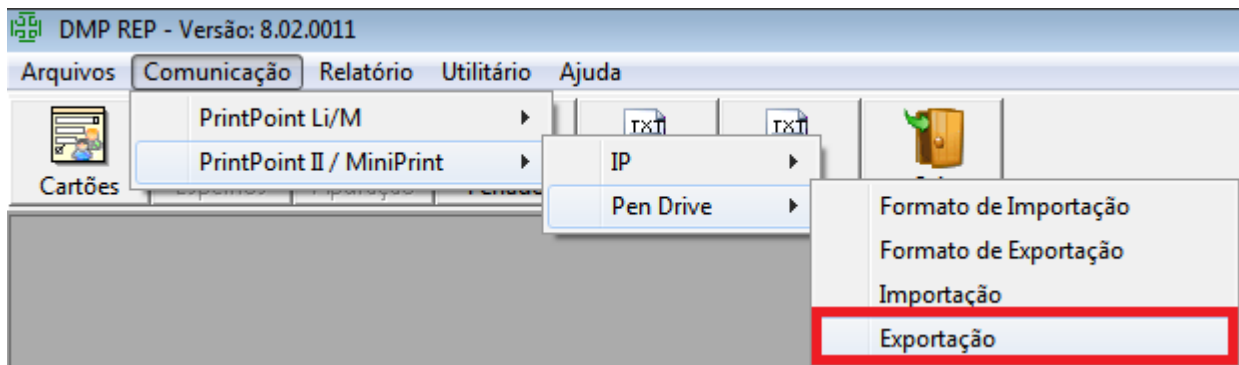 DMP REP - Versão: 8.02.0011
Arquivos Comunicação Relatório Utilitário Ajuda
PrintPoint Li/M
TXT TXT
PrintPoint II / MiniPrint
IP
Cartões
Pen Drive
Formato de Importação
Formato de Exportação
Importação
Exportação